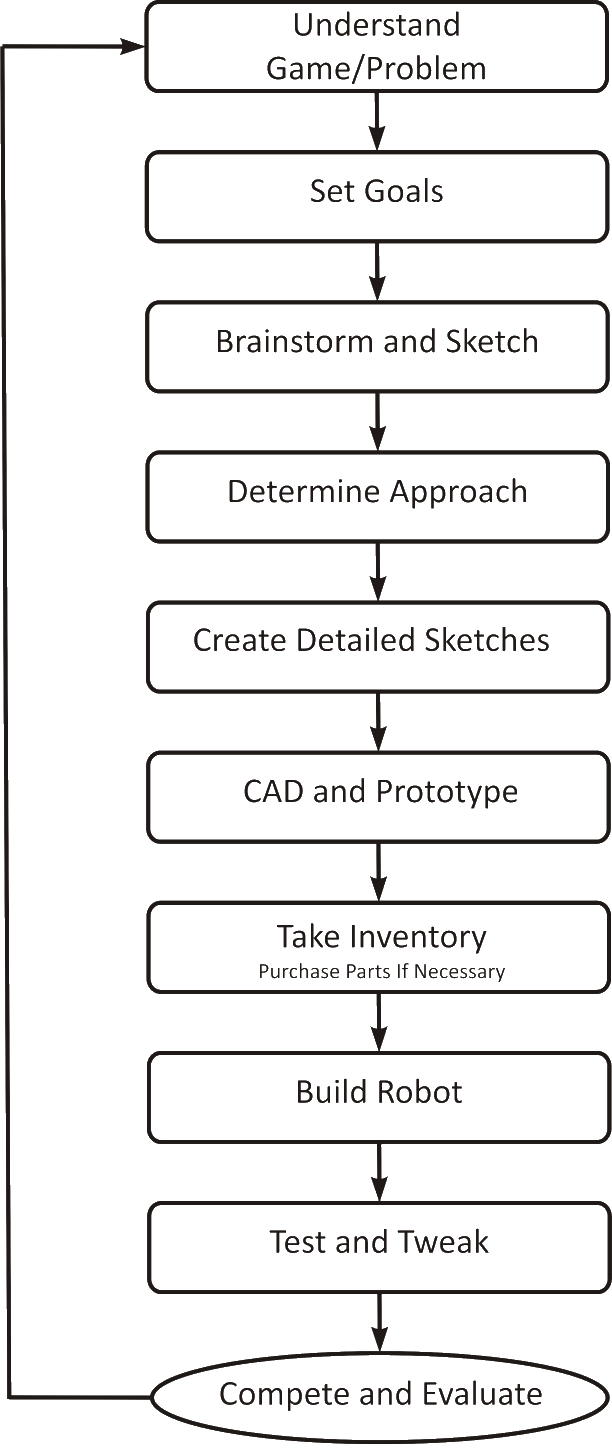 Understand
Game/Problem
Set Goals
Brainstorm and Sketch
Determine Approach
Create Detailed Sketches
CAD and Prototype
Take Inventory
Purchase Parts If Necessary
Build Robot
Test and Tweak
Compete and Evaluate